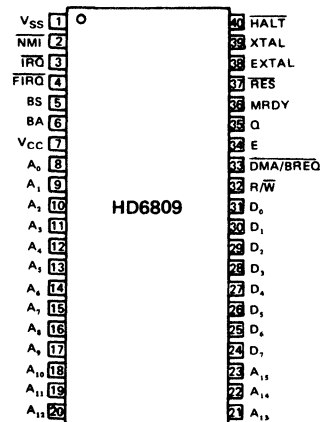 VSS 1 40 HALT
NMI 2 39 XTAL
IRQ 3 38 EXTAL
FIRQ 4 37 RES
BS 5 36 MRDY
BA 6 35 Q
VCC 7 34 E
A0 8 33 DMA/BREQ
A1 9 32 R/W
A2 10 31 D0
A3 11 30 D1
HD6809
A4 12 29 D2
A5 13 28 D3
A6 14 27 D4
A7 15 26 D5
A8 16 25 D6
A9 17 24 D7
A10 18 23 A15
A11 19 22 A14
A12 20 21 A13